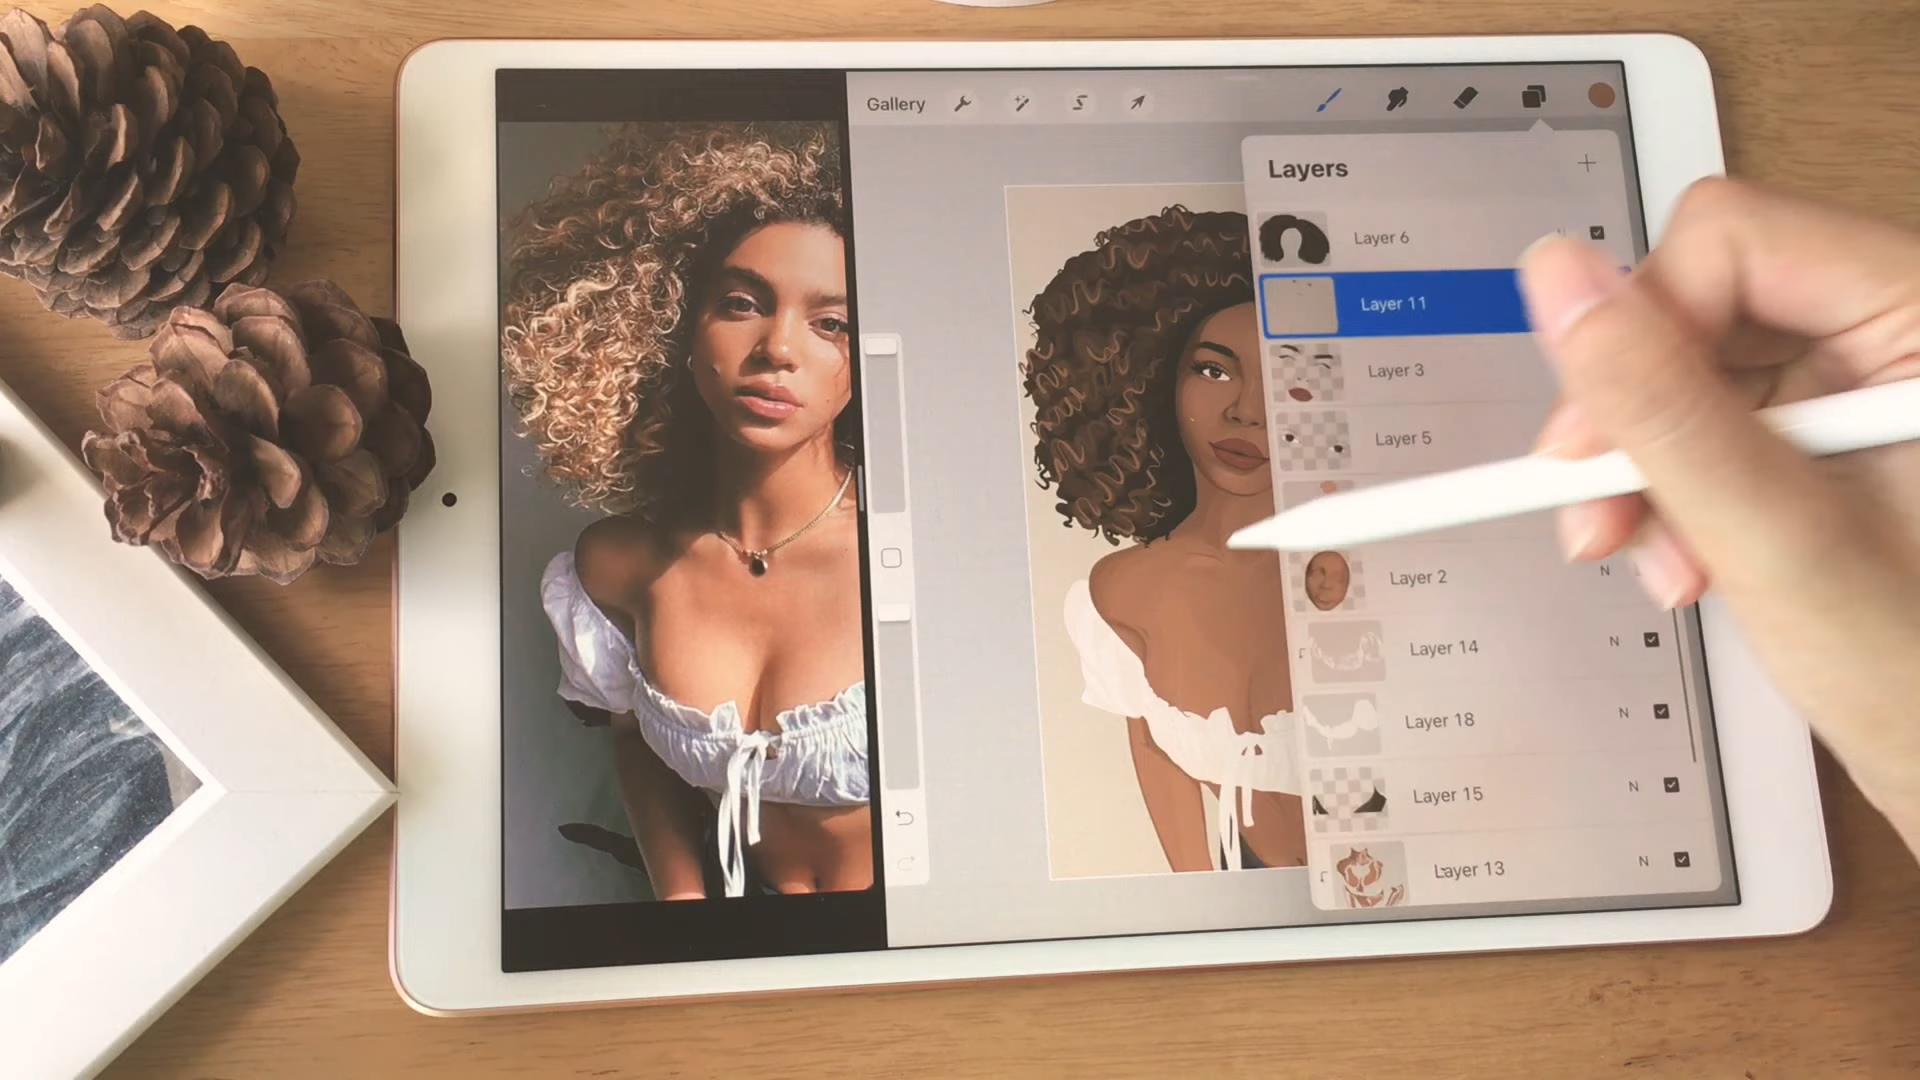 Gallery
Layers
Layer 6
N
Layer 11
Layer 3
Layer 5
Layer 2
N
Layer 14
N
Layer 18
N
Layer 15
N
Layer 13
N